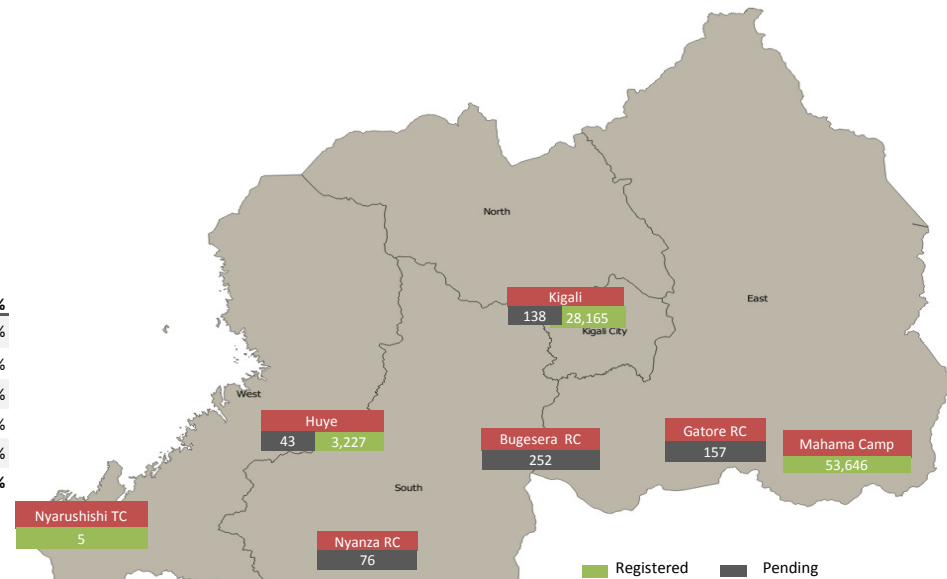 North
%
Kigali
East
138 28,165
%
Kigali City
%
West
%
Huye
Gatore RC
%
43 3,227
Bugesera RC
157
Mahama Camp
252
%
53,646
%
South
Nyarushishi TC
5
Nyanza RC
76
Registered Pending